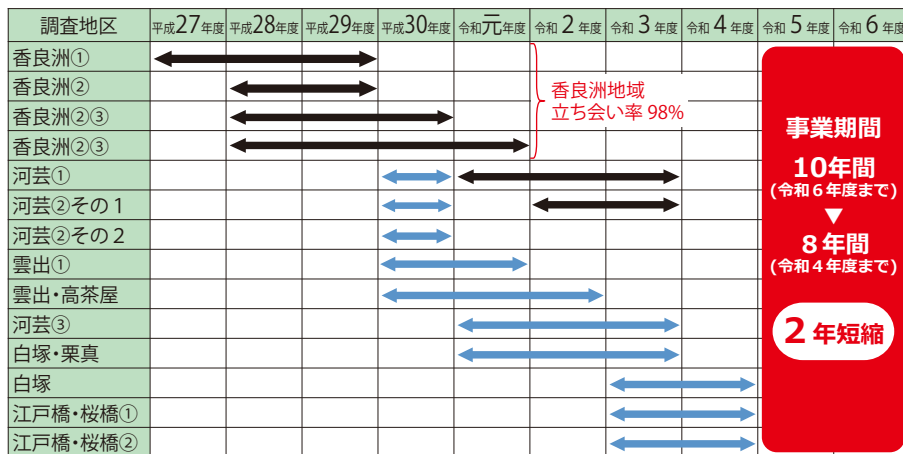 調査地区 平成27年度 平成28年度 平成29年度 平成30年度 令和元年度 令和2年度 令和3年度 令和4年度 令和5年度 令和6年度
香良洲①
香良洲②
香良洲②③
香良洲②③
河芸①
河芸②その1
河芸②その2
雲出①
雲出・高茶屋
河芸③
白塚・栗真
白塚
江戸橋・桜橋①
江戸橋・桜橋②
香良洲地域
立ち会い率 98%
事業期間
10年間
(令和6年度まで)
▼
8年間
(令和4年度まで)
2年短縮